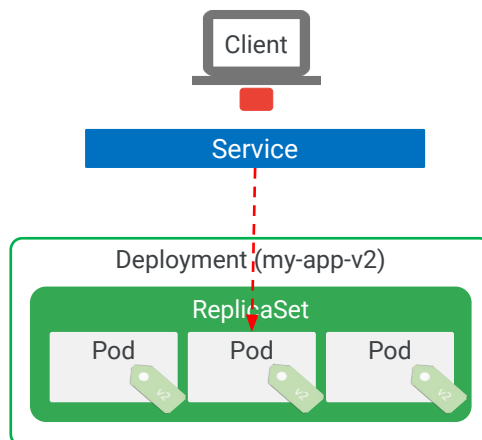 Client
Service
Deployment (my-app-v2)
ReplicaSet
Pod Pod Pod
v2 v2 v2